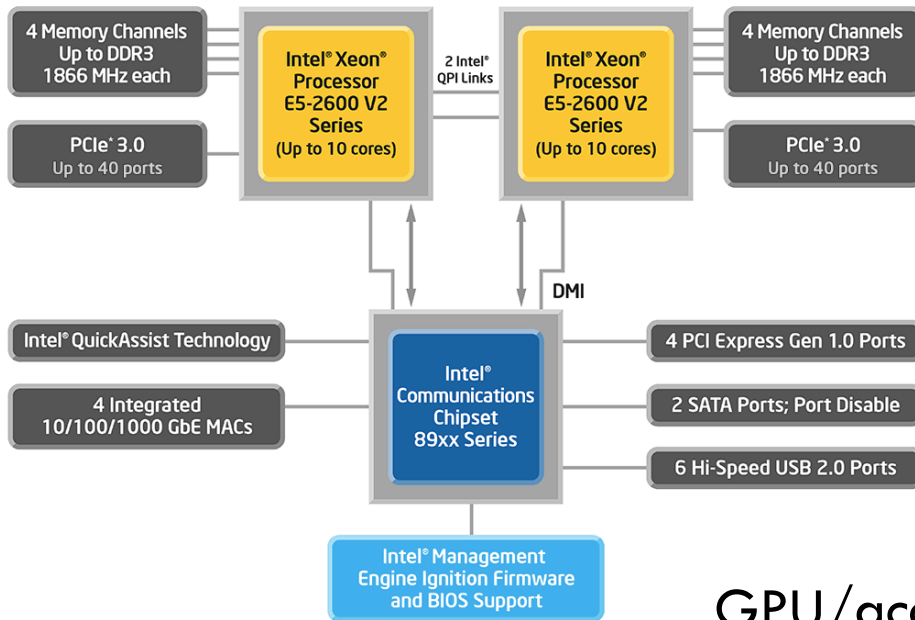 4 Memory Channels
Up to DDR3
1866 MHz each
PCIe* 3.0
Up to 40 ports
Intel® Xeon®
Processor
E5-2600 V2
Series
(Up to 10 cores)
2 Intel®
QPI Links
Intel® Xeon®
Processor
E5-2600 V2
Series
(Up to 10 cores)
4 Memory Channels
Up to DDR3
1866 MHz each
PCIe* 3.0
Up to 40 ports
DMI
Intel® QuickAssist Technology
4 Integrated
10/100/1000 GbE MACs
Intel®
Communications
Chipset
89xx Series
4 PCI Express Gen 1.0 Ports
2 SATA Ports; Port Disable
6 Hi-Speed USB 2.0 Ports
Intel® Management
Engine Ignition Firmware
and BIOS Support
GPU/